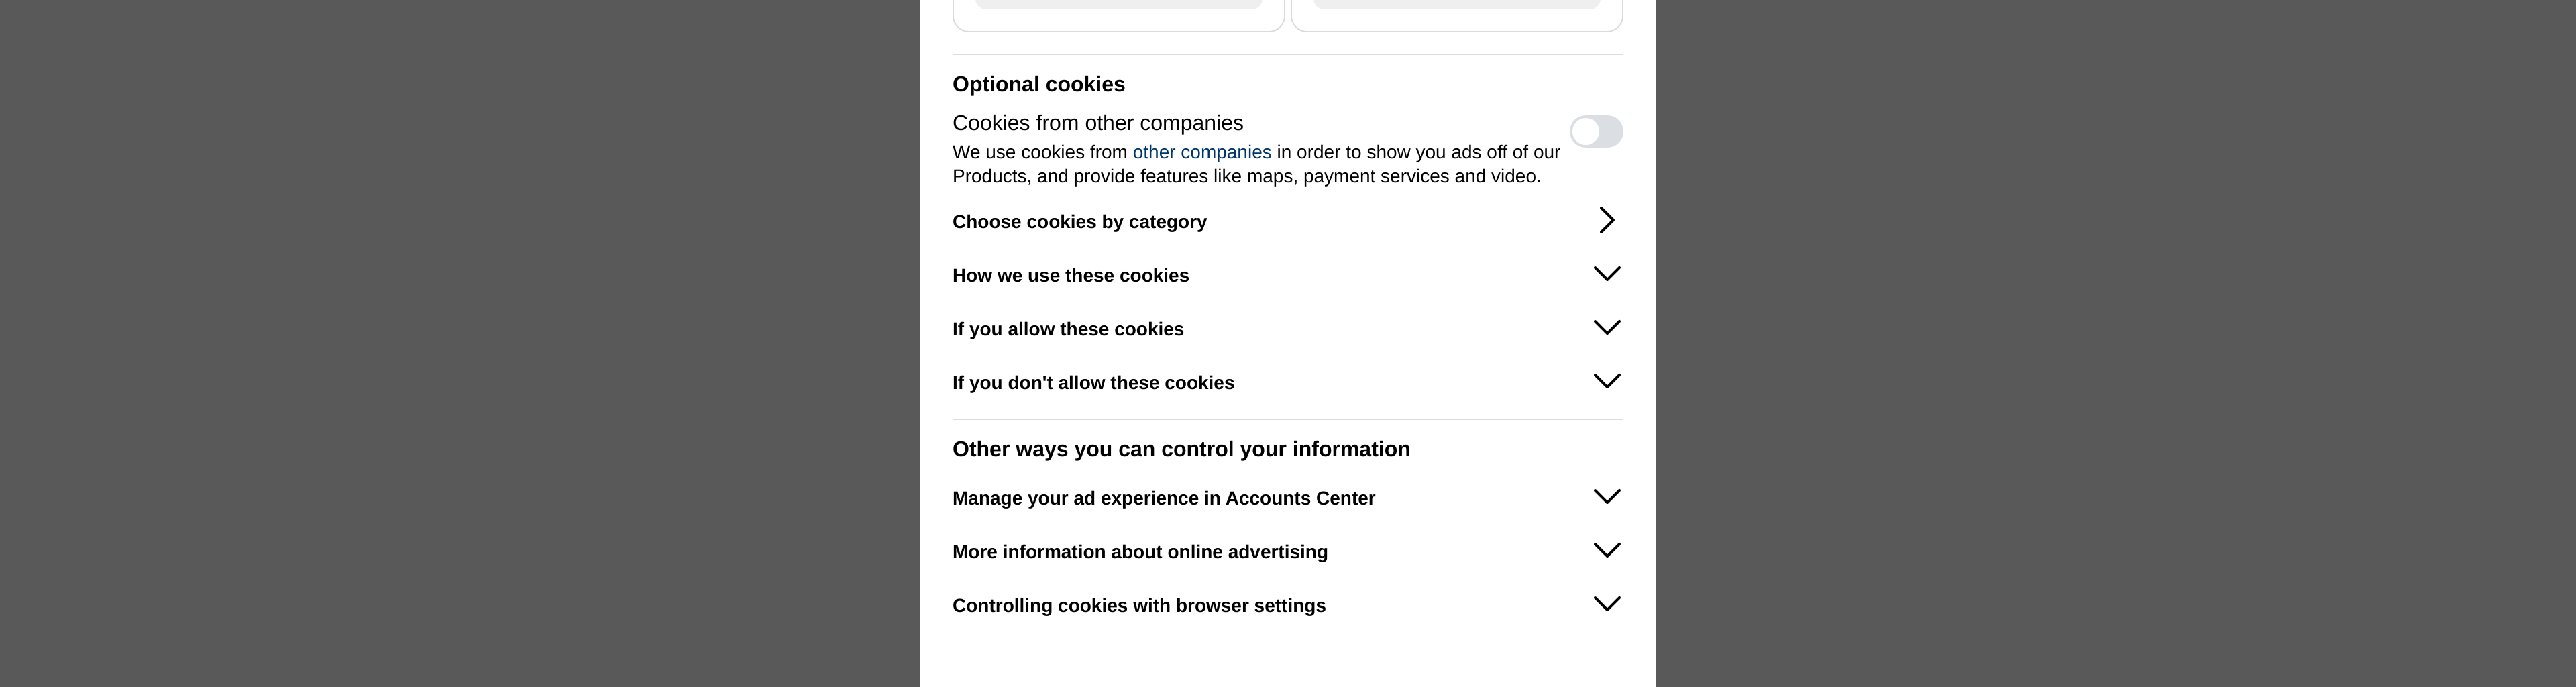 Optional cookies
Cookies from other companies
We use cookies from other companies in order to show you ads off of our
Products, and provide features like maps, payment services and video.
Choose cookies by category
How we use these cookies
If you allow these cookies
If you don't allow these cookies
Other ways you can control your information
Manage your ad experience in Accounts Center
More information about online advertising
Controlling cookies with browser settings